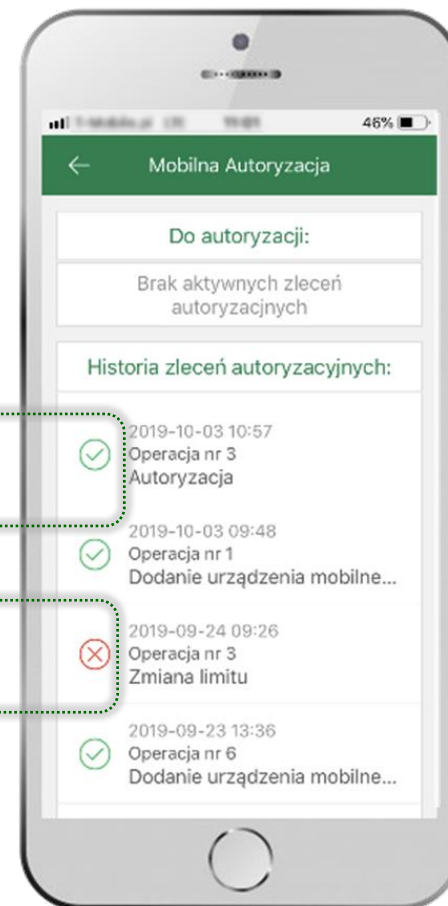 46%
Mobilna Autoryzacja
Do autoryzacji:
Brak aktywnych zleceń
autoryzacjnych
Historia zleceń autoryzacyjnych:
2019-10-03 10:57
Operacja nr 3
Autoryzacja
2019-10-03 09:48
Operacja nr 1
Dodanie urządzenia mobilne...
2019-09-24 09:26
Operacja nr 3
Zmiana limitu
2019-09-23 13:36
Operacja nr 6
Dodanie urządzenia mobilne...